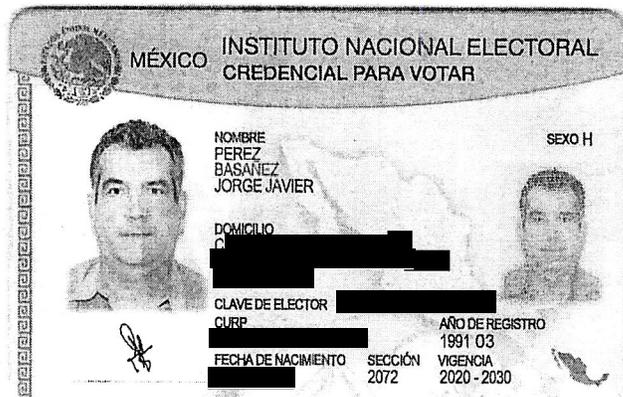 MÉXICO INSTITUTO NACIONAL ELECTORAL
CREDENCIAL PARA VOTAR
NOMBRE
PEREZ
BASAÑEZ
JORGE JAVIER
SEXO H
DOMICILIO
C
CLAVE DE ELECTOR
CURP
AÑO DE REGISTRO
1991 03
FECHA DE NACIMIENTO
SECCIÓN
2072
VIGENCIA
2020 - 2030